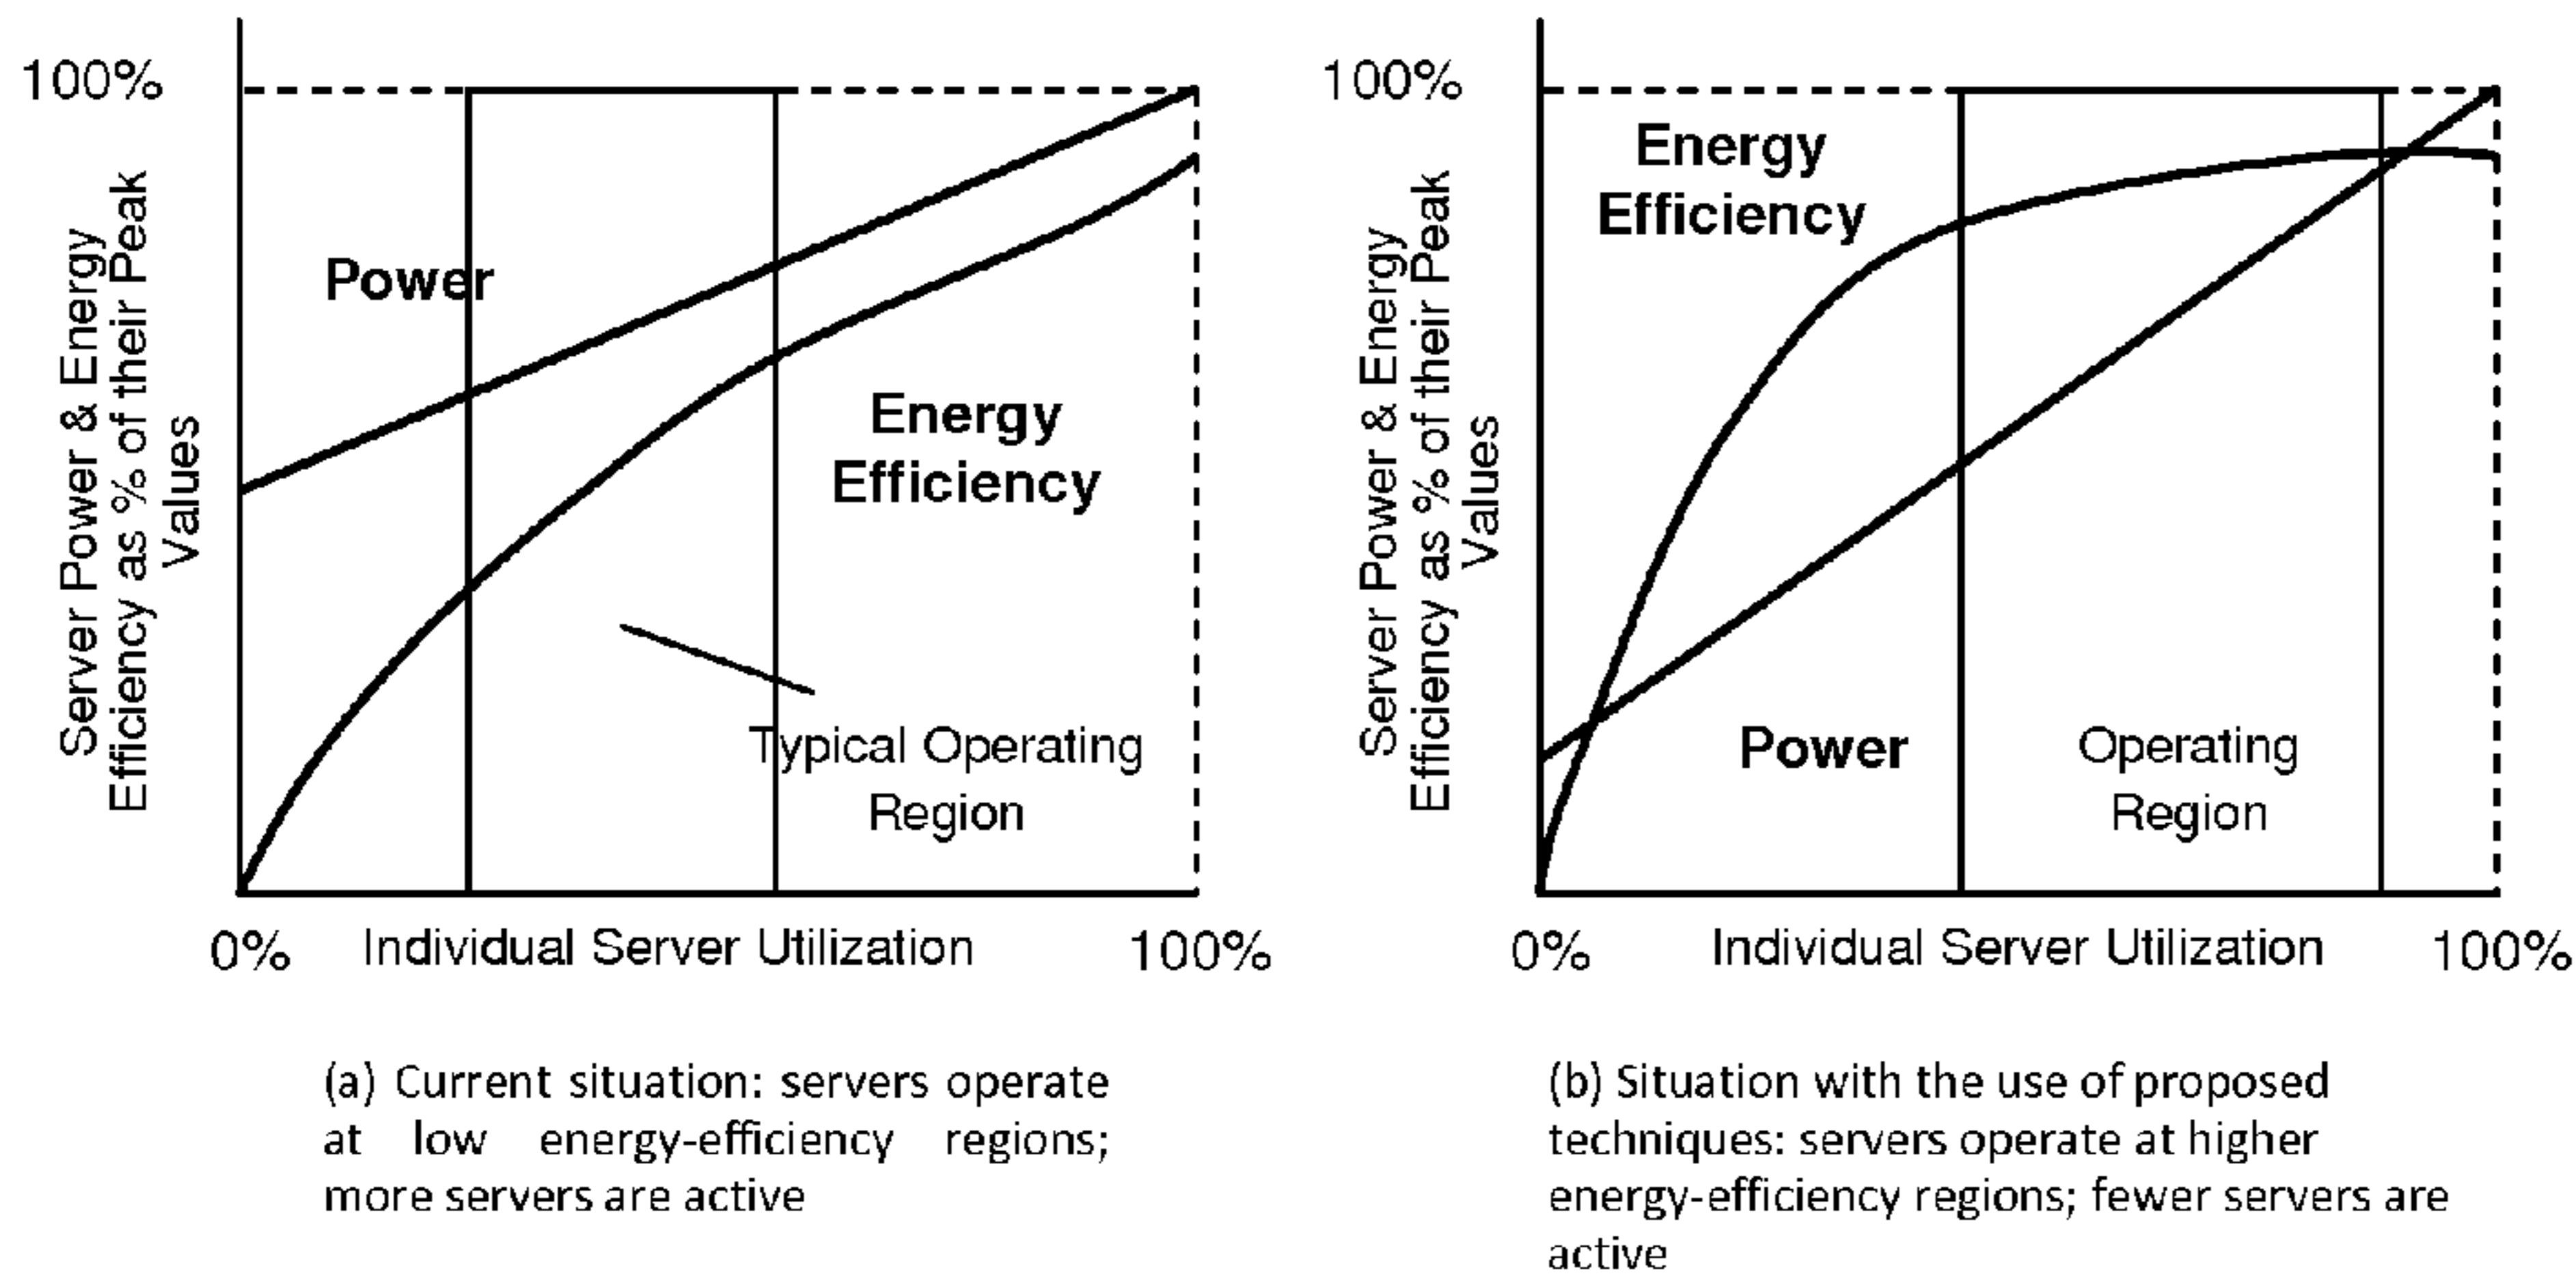 100%
Server Power & Energy
Efficiency as % of their Peak
Values
Power
Energy
Efficiency
Typical Operating
Region
0%
Individual Server Utilization
100%
(a) Current situation: servers operate
at low energy-efficiency regions;
more servers are active
100%
Server Power & Energy
Efficiency as % of their Peak
Values
Energy
Efficiency
Power
Operating
Region
0%
Individual Server Utilization
100%
(b) Situation with the use of proposed
techniques: servers operate at higher
energy-efficiency regions; fewer servers are
active